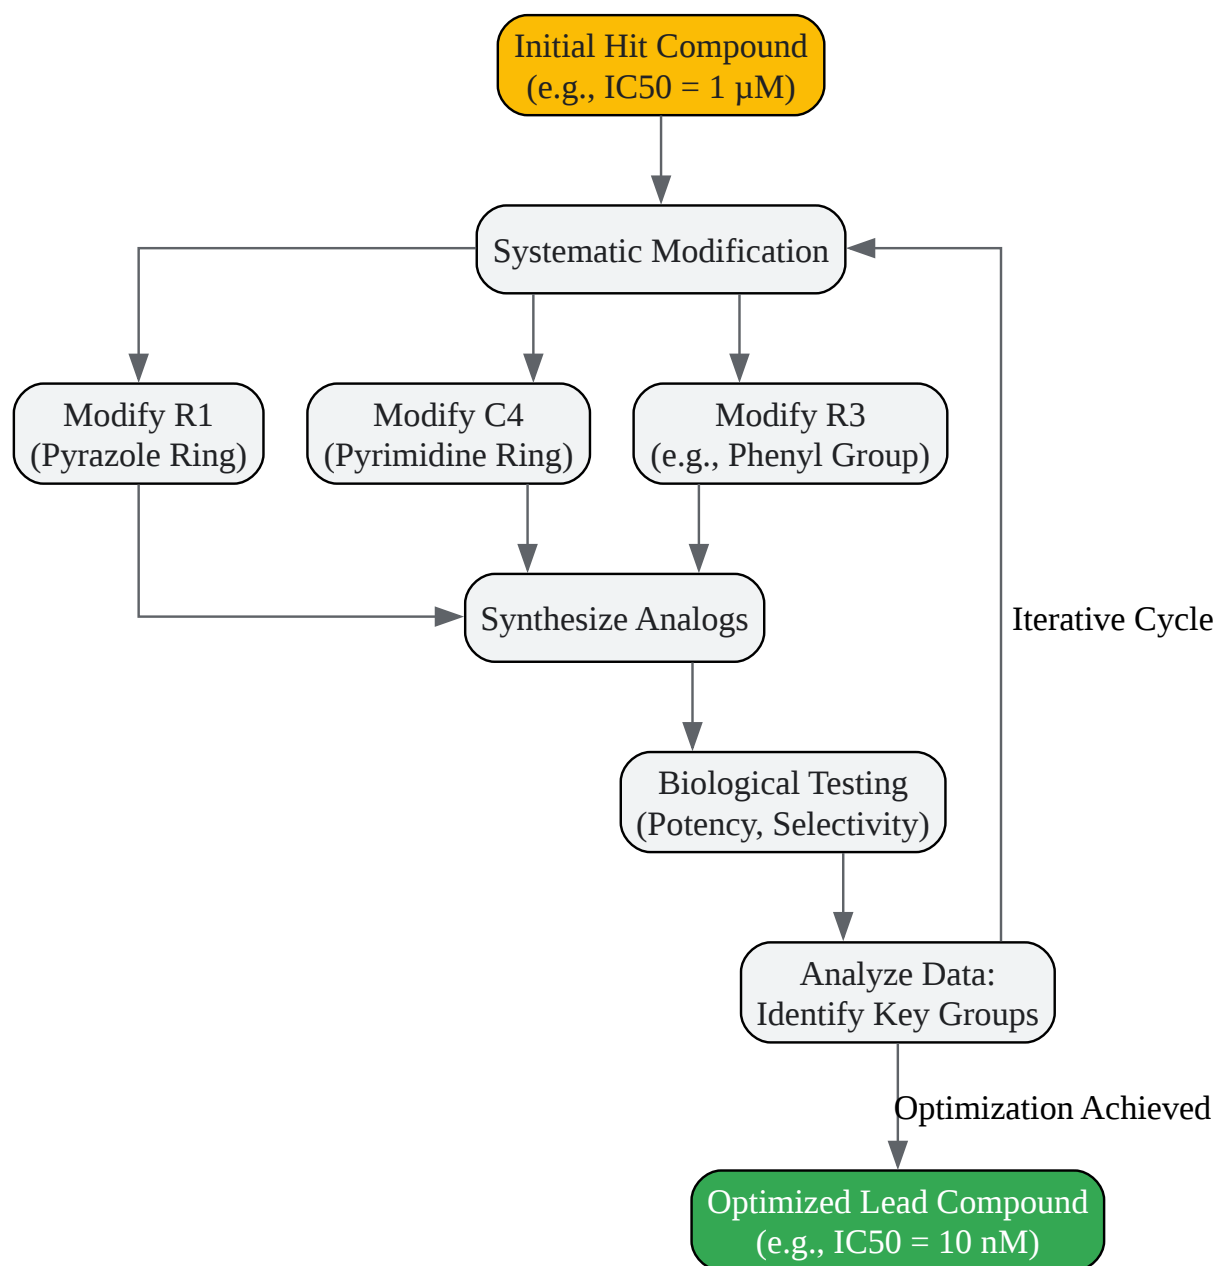 Initial Hit Compound
(e.g., IC50 = 1 µM)
Systematic Modification
Modify R1
(Pyrazole Ring)
Modify C4
(Pyrimidine Ring)
Modify R3
(e.g., Phenyl Group)
Synthesize Analogs
Iterative Cycle
Biological Testing
(Potency, Selectivity)
Analyze Data:
Identify Key Groups
Optimization Achieved
Optimized Lead Compound
(e.g., IC50 = 10 nM)